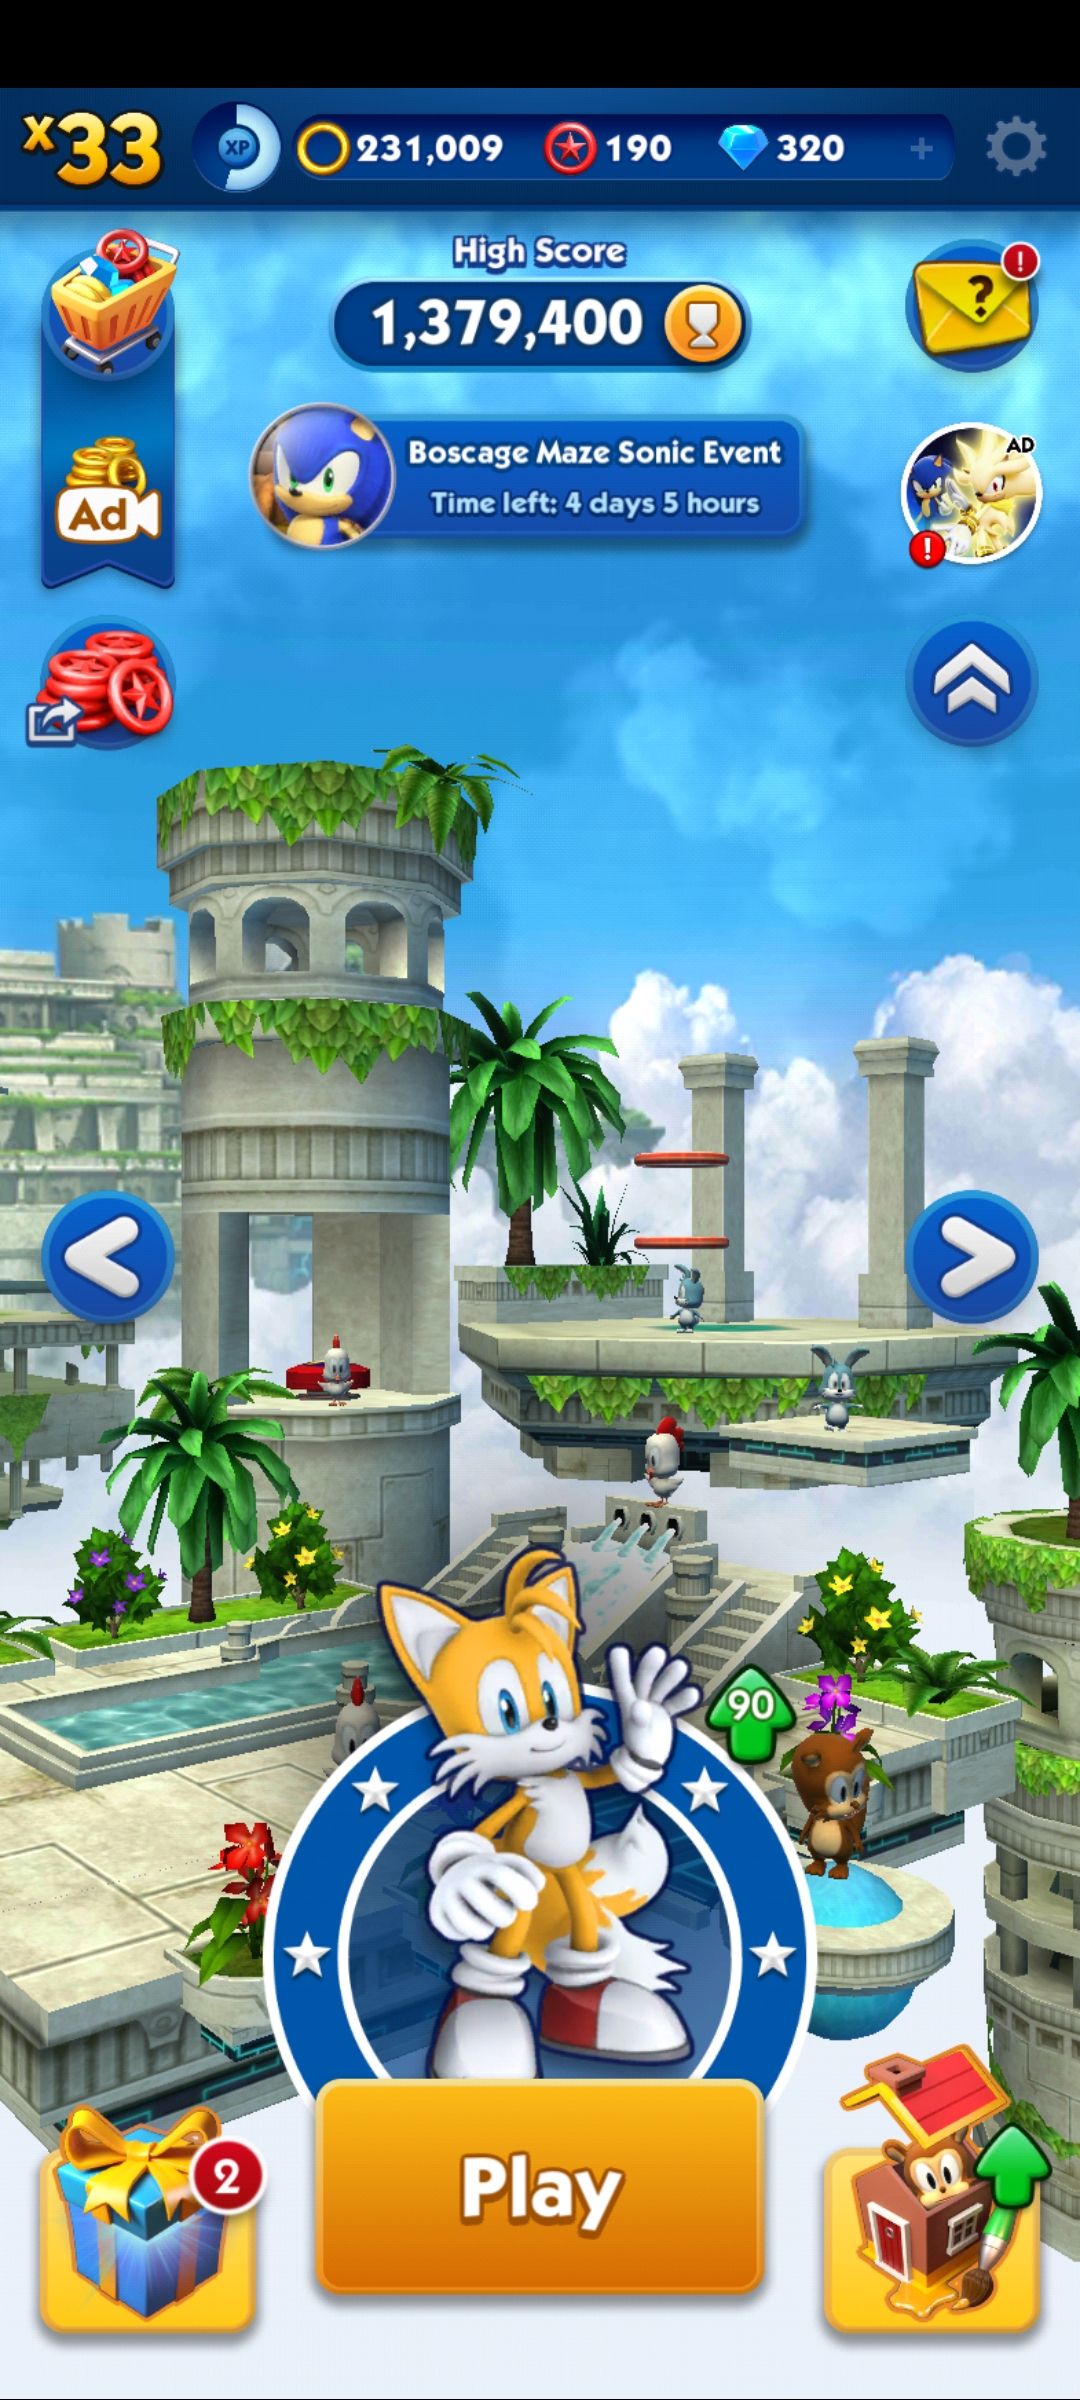 x33
XP
231,009
190
320
+
High Score
1,379,400
?
!
Boscage Maze Sonic Event
Time left: 4 days 5 hours
AD
!
Ad
90
2
Play